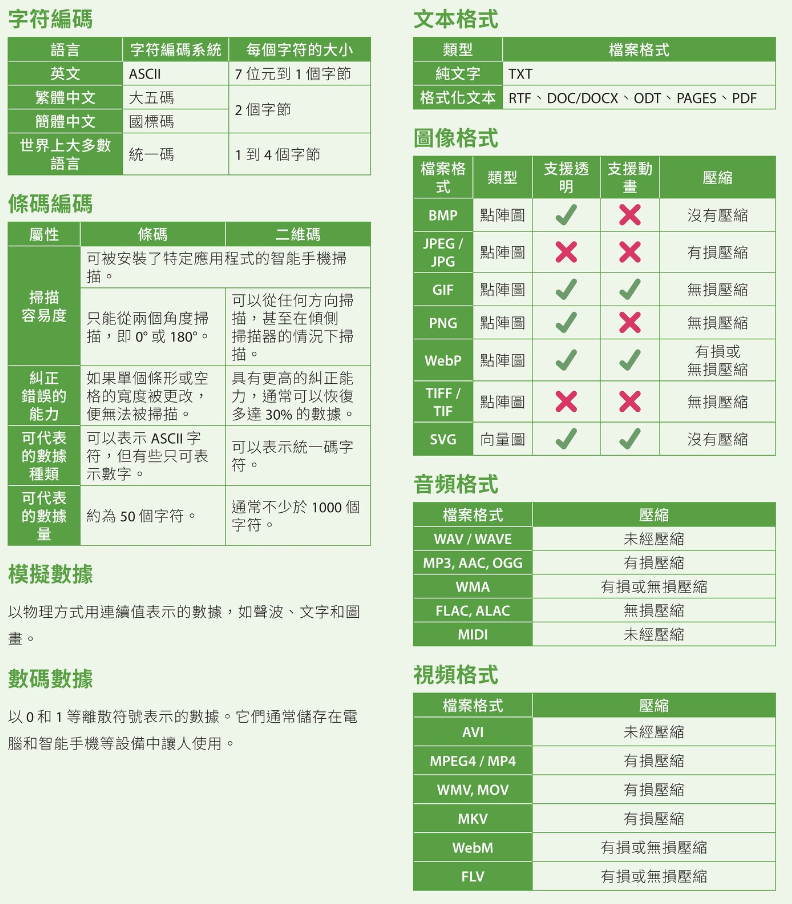 字符編碼
語言 字符編碼系統 每個字符的大小
英文 ASCII 7 位元到 1 個字節
繁體中文 大五碼 2 個字節
簡體中文 國標碼
世界上大多數
語言 統一碼 1 到 4 個字節
條碼編碼
屬性 條碼 二維碼
掃描
容易度
可被安裝了特定應用程式的智能手機掃
描。
只能從兩個角度掃
描，即 0° 或 180°。
可以從任何方向掃
描，甚至在傾側
掃描器的情況下掃
描。
糾正
錯誤的
能力
如果單個條形或空
格的寬度被更改，
便無法被掃描。
具有更高的糾正能
力，通常可以恢復
多達 30% 的數據。
可代表
的數據
種類
可以表示 ASCII 字
符，但有些只可表
示數字。
可以表示統一碼字
符。
可代表
的數據
量
約為 50 個字符。
通常不少於 1000 個
字符。
模擬數據
以物理方式用連續值表示的數據，如聲波、文字和圖
畫。
數碼數據
以 0 和 1 等離散符號表示的數據。它們通常儲存在電
腦和智能手機等設備中讓人使用。
文本格式
類型 檔案格式
純文字 TXT
格式化文本 RTF、DOC/DOCX、ODT、PAGES、PDF
圖像格式
檔案格
式
類型
支援透
明
支援動
畫
壓縮
BMP 點陣圖 沒有壓縮
JPEG /
JPG 點陣圖 有損壓縮
GIF 點陣圖 無損壓縮
PNG 點陣圖 無損壓縮
WebP 點陣圖 有損或
無損壓縮
TIFF /
TIF 點陣圖 無損壓縮
SVG 向量圖 沒有壓縮
音頻格式
檔案格式 壓縮
WAV / WAVE 未經壓縮
MP3, AAC, OGG 有損壓縮
WMA 有損或無損壓縮
FLAC, ALAC 無損壓縮
MIDI 未經壓縮
視頻格式
檔案格式 壓縮
AVI 未經壓縮
MPEG4 / MP4 有損壓縮
WMV, MOV 有損壓縮
MKV 有損壓縮
WebM 有損或無損壓縮
FLV 有損或無損壓縮